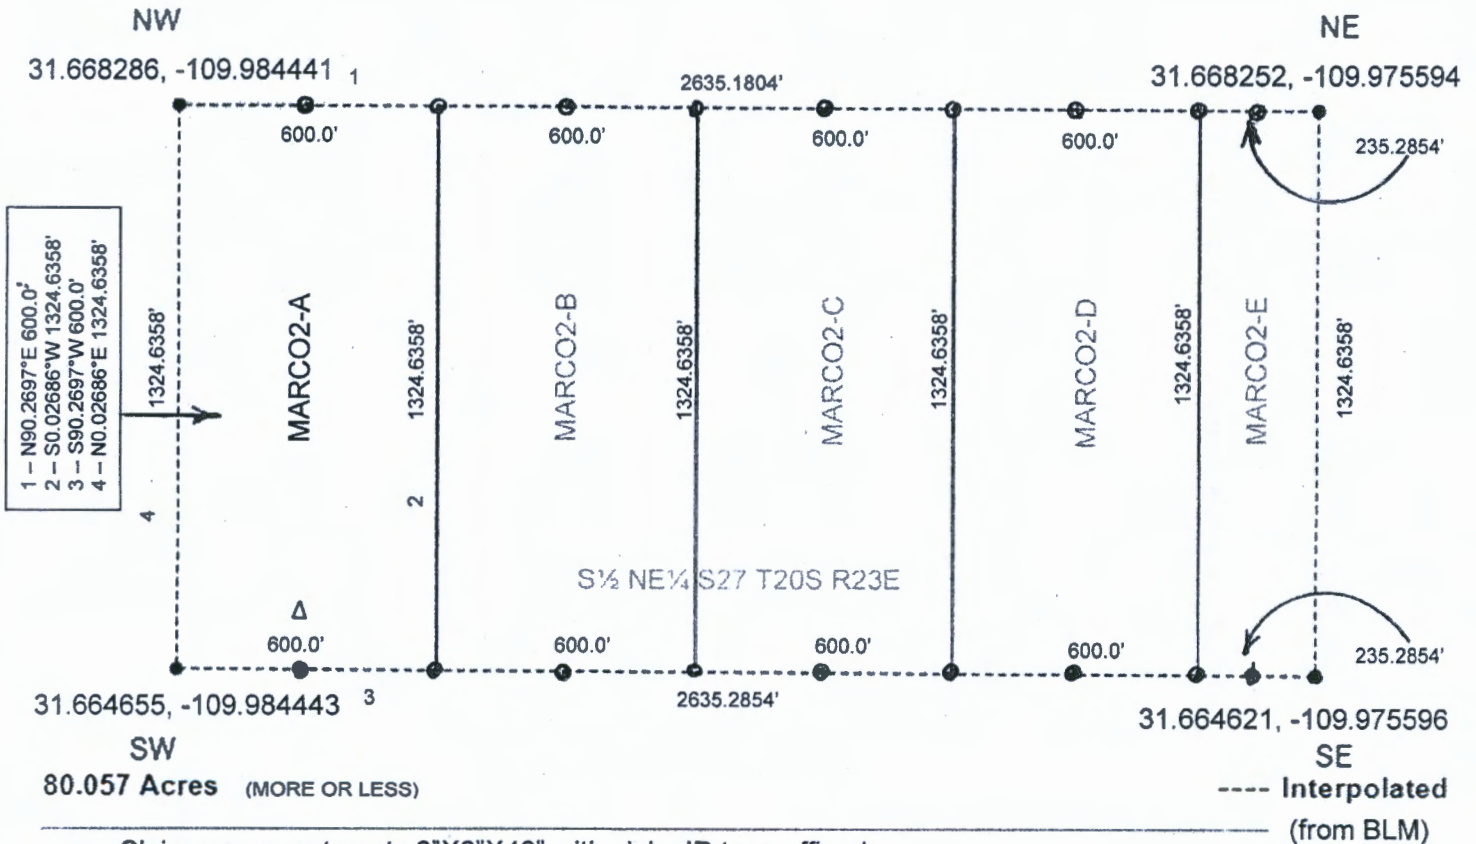 NW
NE
31.668286, -109.984441
1
2635.1804'
31.668252, -109.975594
600.0'
600.0'
600.0'
600.0'
235.2854'
1 – N90.2697°E 600.0'
2 – S0.02686°W 1324.6358'
3 – S90.2697°W 600.0'
4 – N0.02686°E 1324.6358'
1324.6358'
MARCO2-A
1324.6358'
MARCO2-B
1324.6358'
MARCO2-C
1324.6358'
MARCO2-D
1324.6358'
MARCO2-E
1324.6358'
4
2
S½ NE¼ S27 T20S R23E
Δ
600.0'
600.0'
600.0'
600.0'
235.2854'
31.664655, -109.984443
3
2635.2854'
31.664621, -109.975596
SW
SE
80.057 Acres (MORE OR LESS)
---- Interpolated
(from BLM)